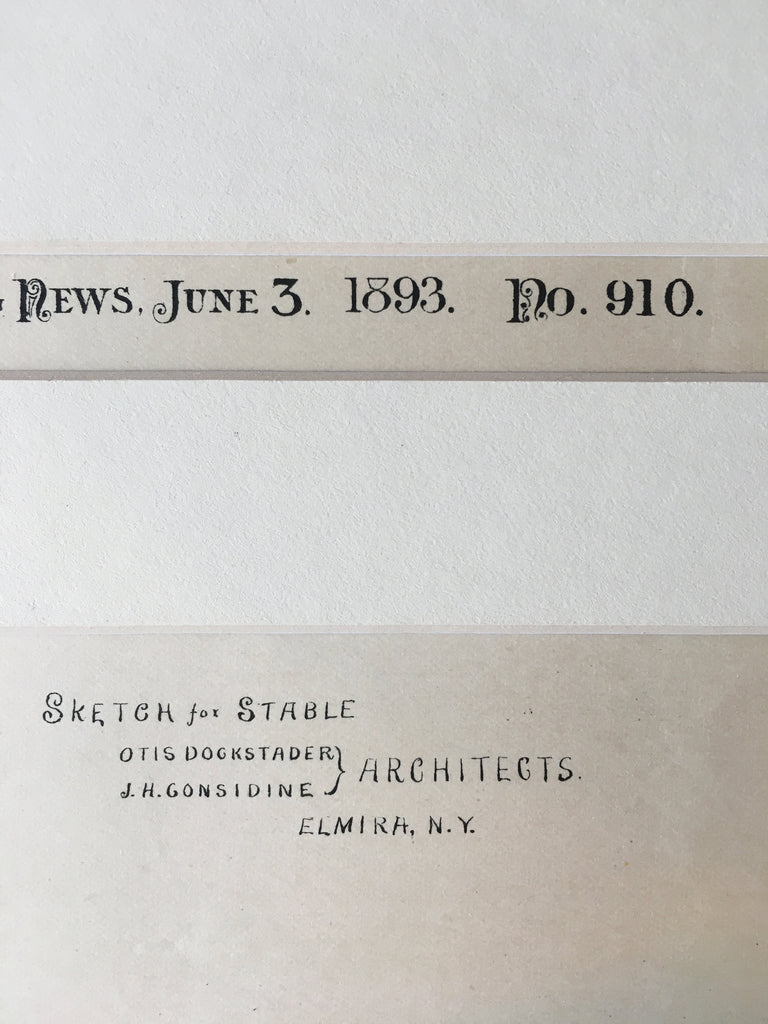 NEWS, JUNE 3. 1893. NO. 910.
SKETCH for STABLE
OTIS DOCKSTADER
J.H.CONSIDINE } ARCHITECTS.
ELMIRA, N.Y.